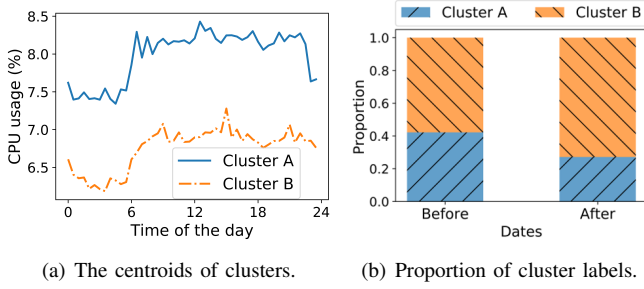 8.5
8.0
7.5
7.0
6.5
CPU usage (%)
Cluster A
Cluster B
0 6 12 18 24
Time of the day
(a) The centroids of clusters.
Cluster A Cluster B
1.0
0.8
0.6
0.4
0.2
0.0
Proportion
Before After
Dates
(b) Proportion of cluster labels.